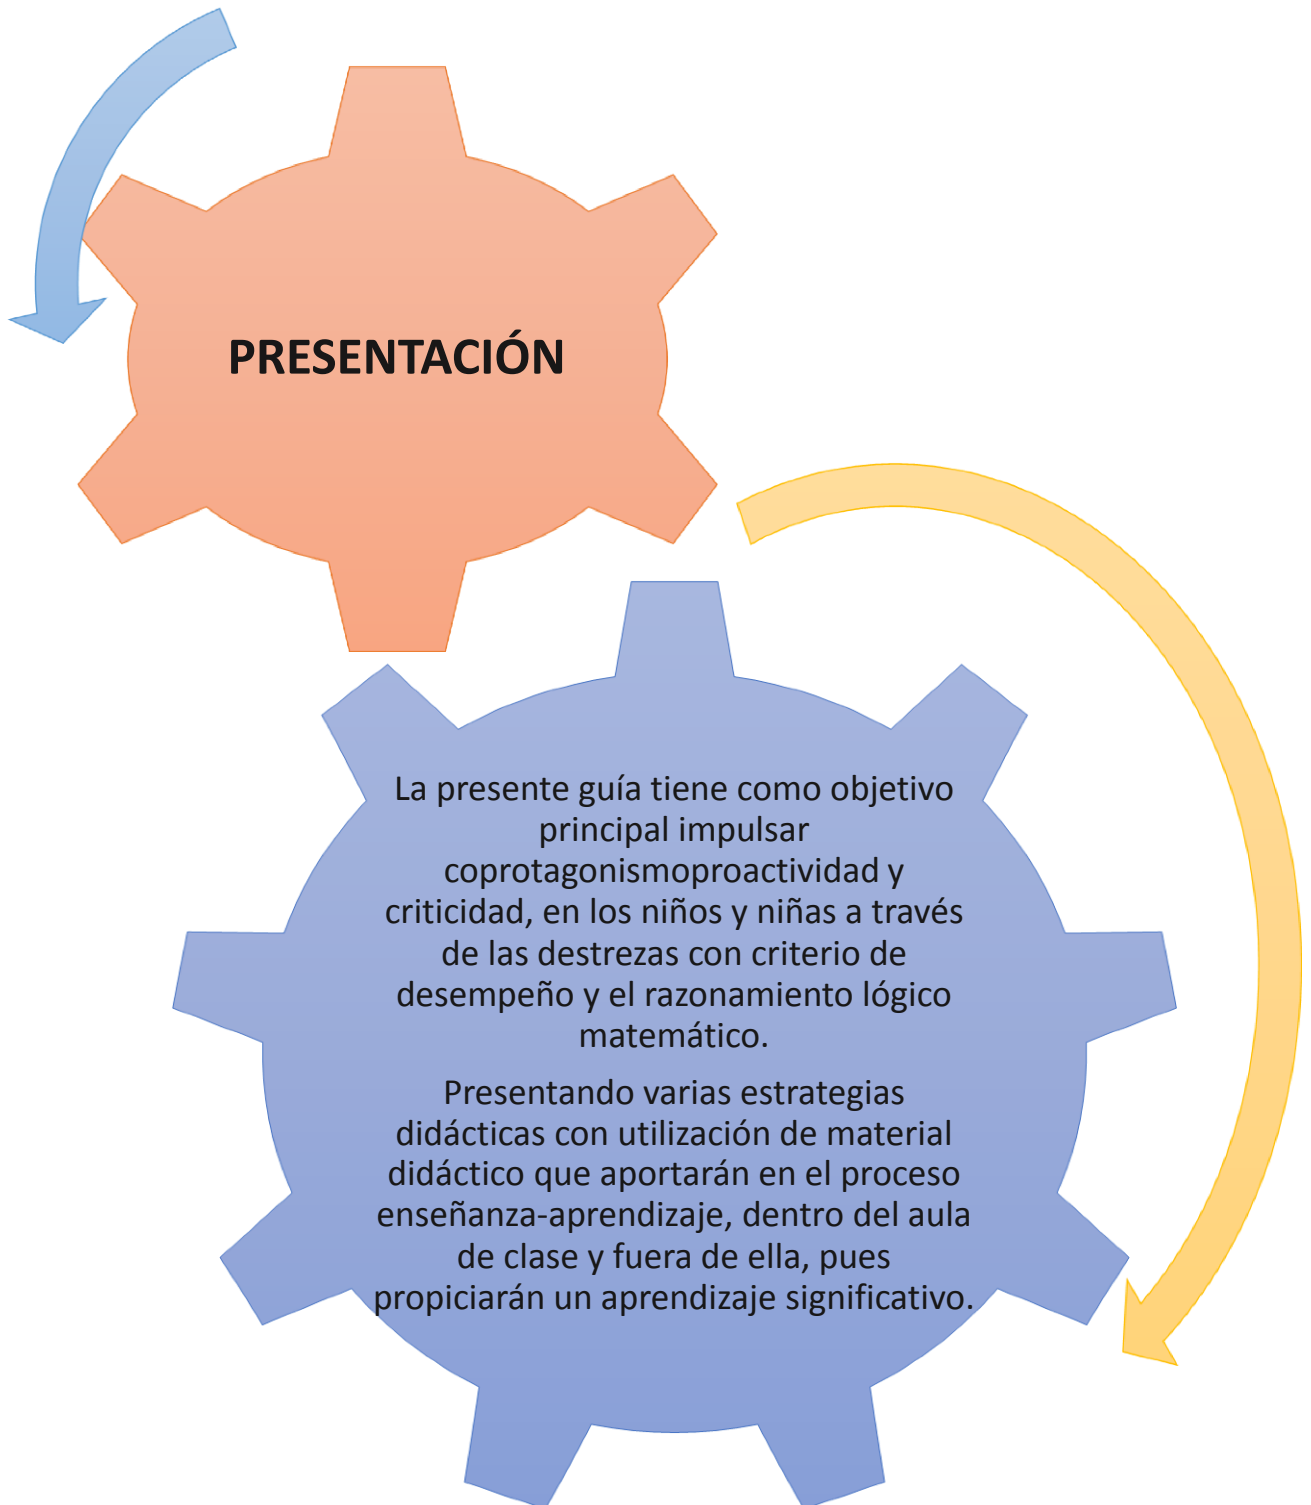 PRESENTACIÓN
La presente guía tiene como objetivo
principal impulsar
coprotagonismoproactividad y
criticidad, en los niños y niñas a través
de las destrezas con criterio de
desempeño y el razonamiento lógico
matemático.
Presentando varias estrategias
didácticas con utilización de material
didáctico que aportarán en el proceso
enseñanza-aprendizaje, dentro del aula
de clase y fuera de ella, pues
propiciarán un aprendizaje significativo.